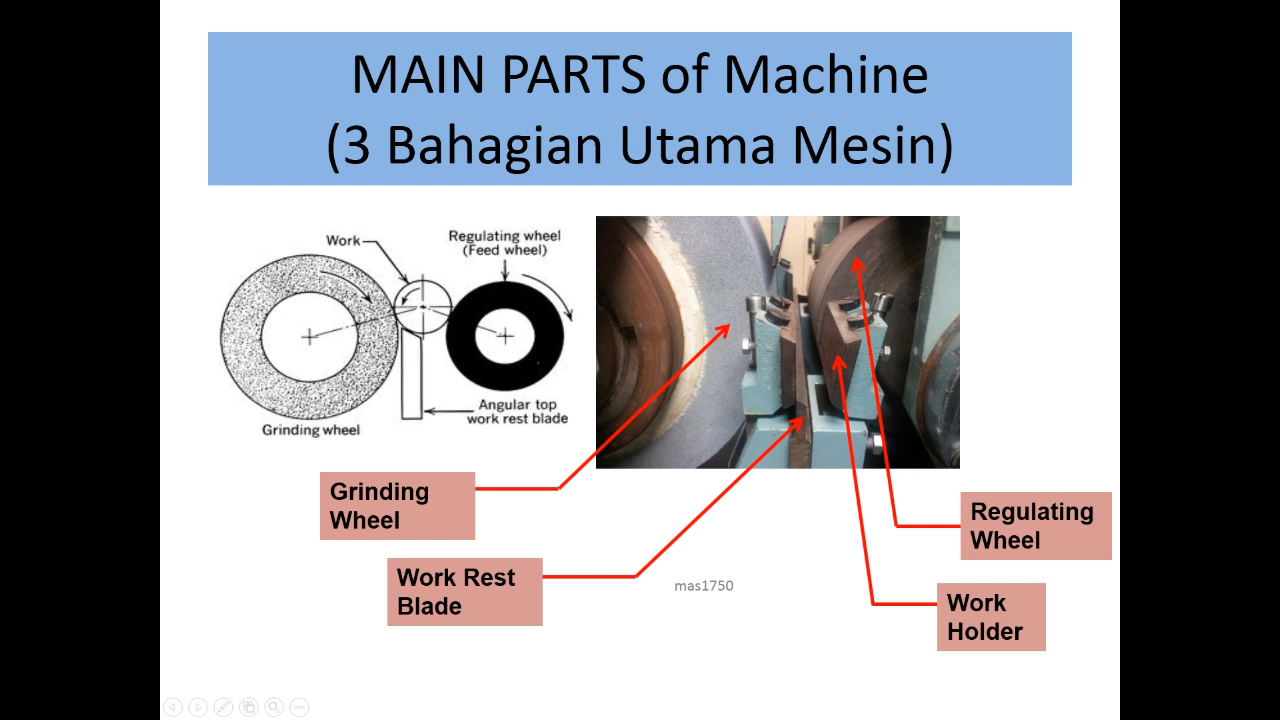 MAIN PARTS of Machine
(3 Bahagian Utama Mesin)
Work
Regulating wheel
(Feed wheel)
Angular top
work rest blade
Grinding wheel
Grinding
Wheel
Work Rest
Blade
mas1750
Regulating
Wheel
Work
Holder